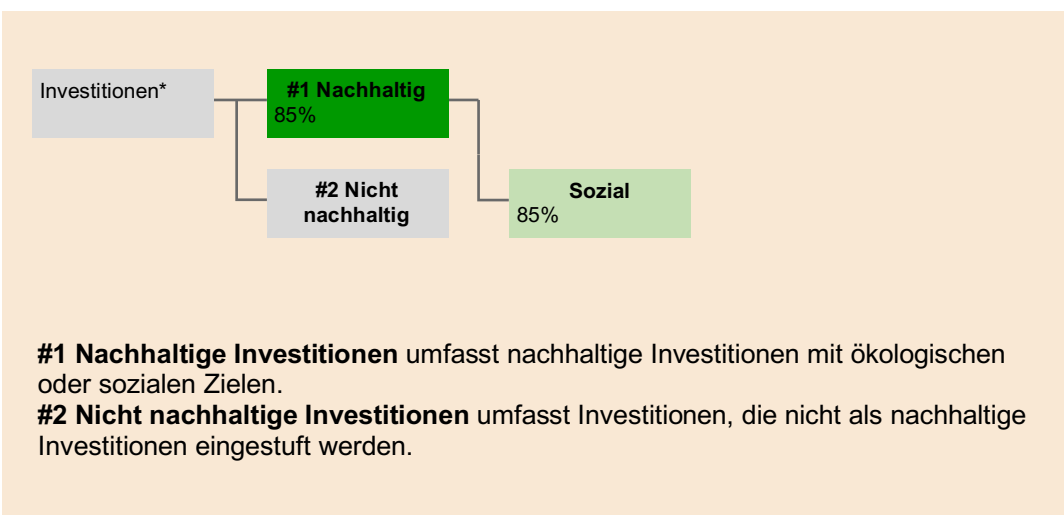 Investitionen*
#1 Nachhaltig
85%
#2 Nicht
nachhaltig
Sozial
85%
#1 Nachhaltige Investitionen umfasst nachhaltige Investitionen mit ökologischen
oder sozialen Zielen.
#2 Nicht nachhaltige Investitionen umfasst Investitionen, die nicht als nachhaltige
Investitionen eingestuft werden.